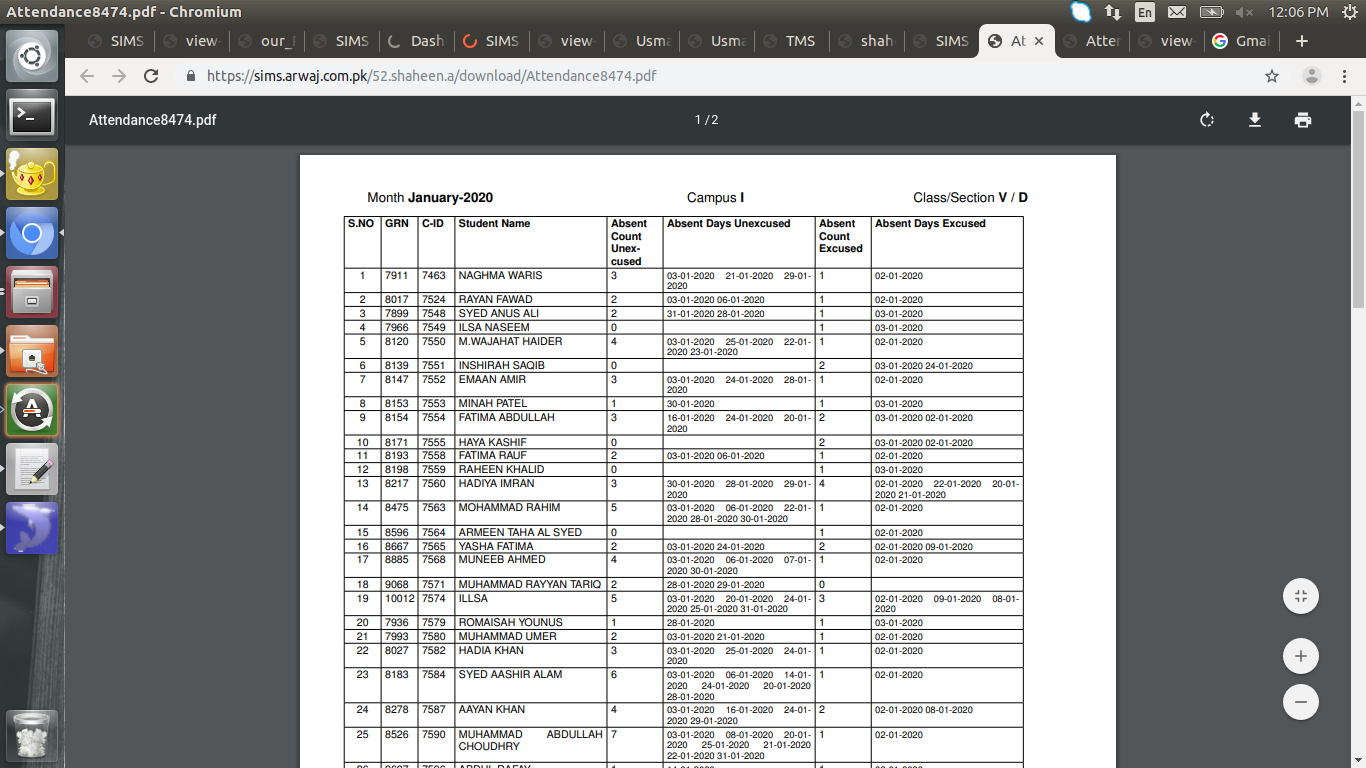 Attendance8474.pdf - Chromium
En
12:06 PM
SIMS
view-
our_
SIMS
Dash
SIMS
view-
Usma
Usma
TMS
shah
SIMS
At
Atter
view-
Gmai
https://sims.arwaj.com.pk/52.shaheen.a/download/Attendance8474.pdf
Attendance8474.pdf
1 / 2
Month January-2020 Campus I Class/Section V / D
S.NO GRN C-ID Student Name Absent Absent Days Unexcused Absent Absent Days Excused
Count Count
Unex- Excused
cused
1 7911 7463 NAGHMA WARIS 3 03-01-2020 21-01-2020 29-01- 1 02-01-2020
2020
2 8017 7524 RAYAN FAWAD 2 03-01-2020 06-01-2020 1 02-01-2020
3 7899 7548 SYED ANUS ALI 2 31-01-2020 28-01-2020 1 03-01-2020
4 7966 7549 ILSA NASEEM 0 1 03-01-2020
5 8120 7550 M.WAJAHAT HAIDER 4 03-01-2020 25-01-2020 22-01- 1 02-01-2020
2020 23-01-2020
6 8139 7551 INSHIRAH SAQIB 0 2 03-01-2020 24-01-2020
7 8147 7552 EMAAN AMIR 3 03-01-2020 24-01-2020 28-01- 1 02-01-2020
2020
8 8153 7553 MINAH PATEL 1 30-01-2020 1 03-01-2020
9 8154 7554 FATIMA ABDULLAH 3 16-01-2020 24-01-2020 20-01- 2 03-01-2020 02-01-2020
2020
10 8171 7555 HAYA KASHIF 0 2 03-01-2020 02-01-2020
11 8193 7558 FATIMA RAUF 2 03-01-2020 06-01-2020 1 02-01-2020
12 8198 7559 RAHEEN KHALID 0 1 03-01-2020
13 8217 7560 HADIYA IMRAN 3 30-01-2020 28-01-2020 29-01- 4 02-01-2020 22-01-2020 20-01-
2020 2020 21-01-2020
14 8475 7563 MOHAMMAD RAHIM 5 03-01-2020 06-01-2020 22-01- 1 02-01-2020
2020 28-01-2020 30-01-2020
15 8596 7564 ARMEEN TAHA AL SYED 0 1 02-01-2020
16 8667 7565 YASHA FATIMA 2 03-01-2020 24-01-2020 2 02-01-2020 09-01-2020
17 8885 7568 MUNEEB AHMED 4 03-01-2020 06-01-2020 07-01- 1 02-01-2020
2020 30-01-2020
18 9068 7571 MUHAMMAD RAYYAN TARIQ 2 28-01-2020 29-01-2020 0
19 10012 7574 ILLSA 5 03-01-2020 20-01-2020 24-01- 3 02-01-2020 09-01-2020 08-01-
2020 25-01-2020 31-01-2020 2020
20 7936 7579 ROMAISAH YOUNUS 1 28-01-2020 1 03-01-2020
21 7993 7580 MUHAMMAD UMER 2 03-01-2020 21-01-2020 1 02-01-2020
22 8027 7582 HADIA KHAN 3 03-01-2020 25-01-2020 24-01- 1 02-01-2020
2020
23 8183 7584 SYED AASHIR ALAM 6 03-01-2020 06-01-2020 14-01- 1 02-01-2020
2020 24-01-2020 20-01-2020
28-01-2020
24 8278 7587 AAYAN KHAN 4 03-01-2020 16-01-2020 24-01- 2 02-01-2020 08-01-2020
2020 29-01-2020
25 8526 7590 MUHAMMAD ABDULLAH 7 03-01-2020 08-01-2020 20-01- 1 02-01-2020
CHOUDHRY 2020 25-01-2020 21-01-2020
22-01-2020 31-01-2020